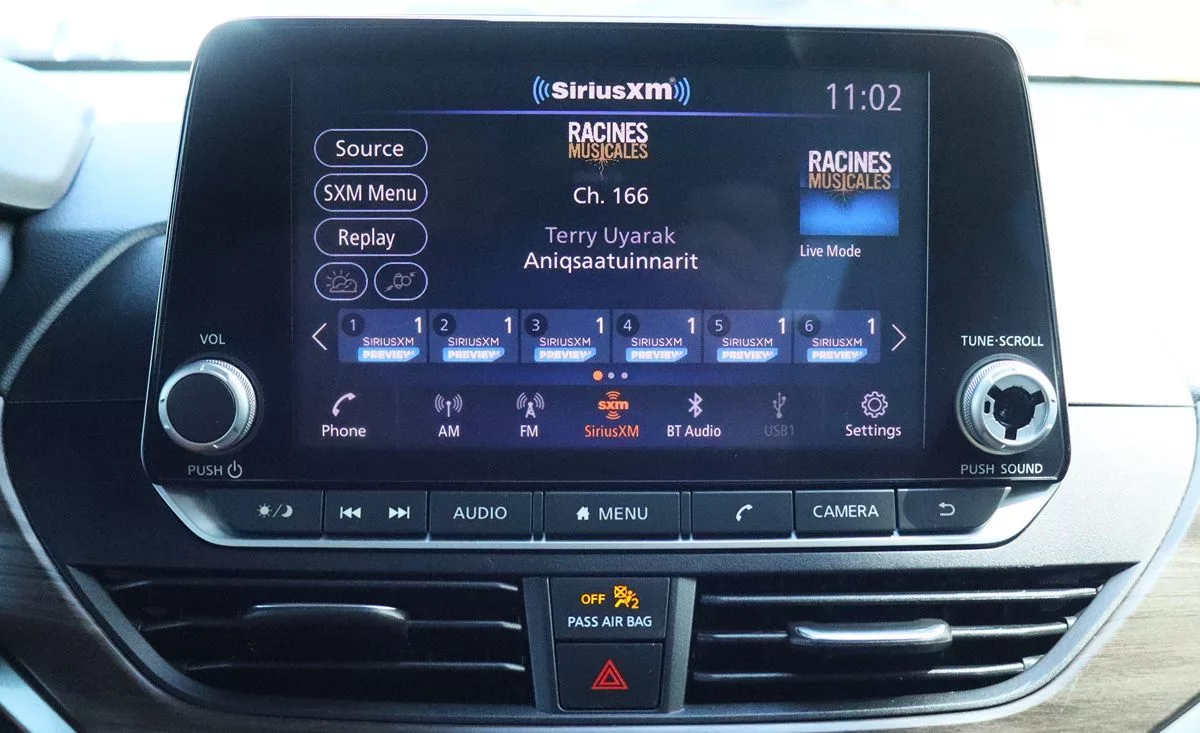 SiriusXM
11:02
RACINES
MUSICALES
Source
SXM Menu
Replay
Ch. 166
Terry Uyarak
Aniqsaatuinnarit
RACINES
MUSICALES
Live Mode
1 1
SIRIUSXM
PREVIEW
2 1
SIRIUSXM
PREVIEW
3 1
SIRIUSXM
PREVIEW
4 1
SIRIUSXM
PREVIEW
5 1
SIRIUSXM
PREVIEW
6 1
SIRIUSXM
PREVIEW
Phone
AM
FM
sxm
SiriusXM
BT Audio
USB1
Settings
VOL
PUSH
TUNE·SCROLL
PUSH SOUND
AUDIO
MENU
CAMERA
OFF 2
PASS AIR BAG